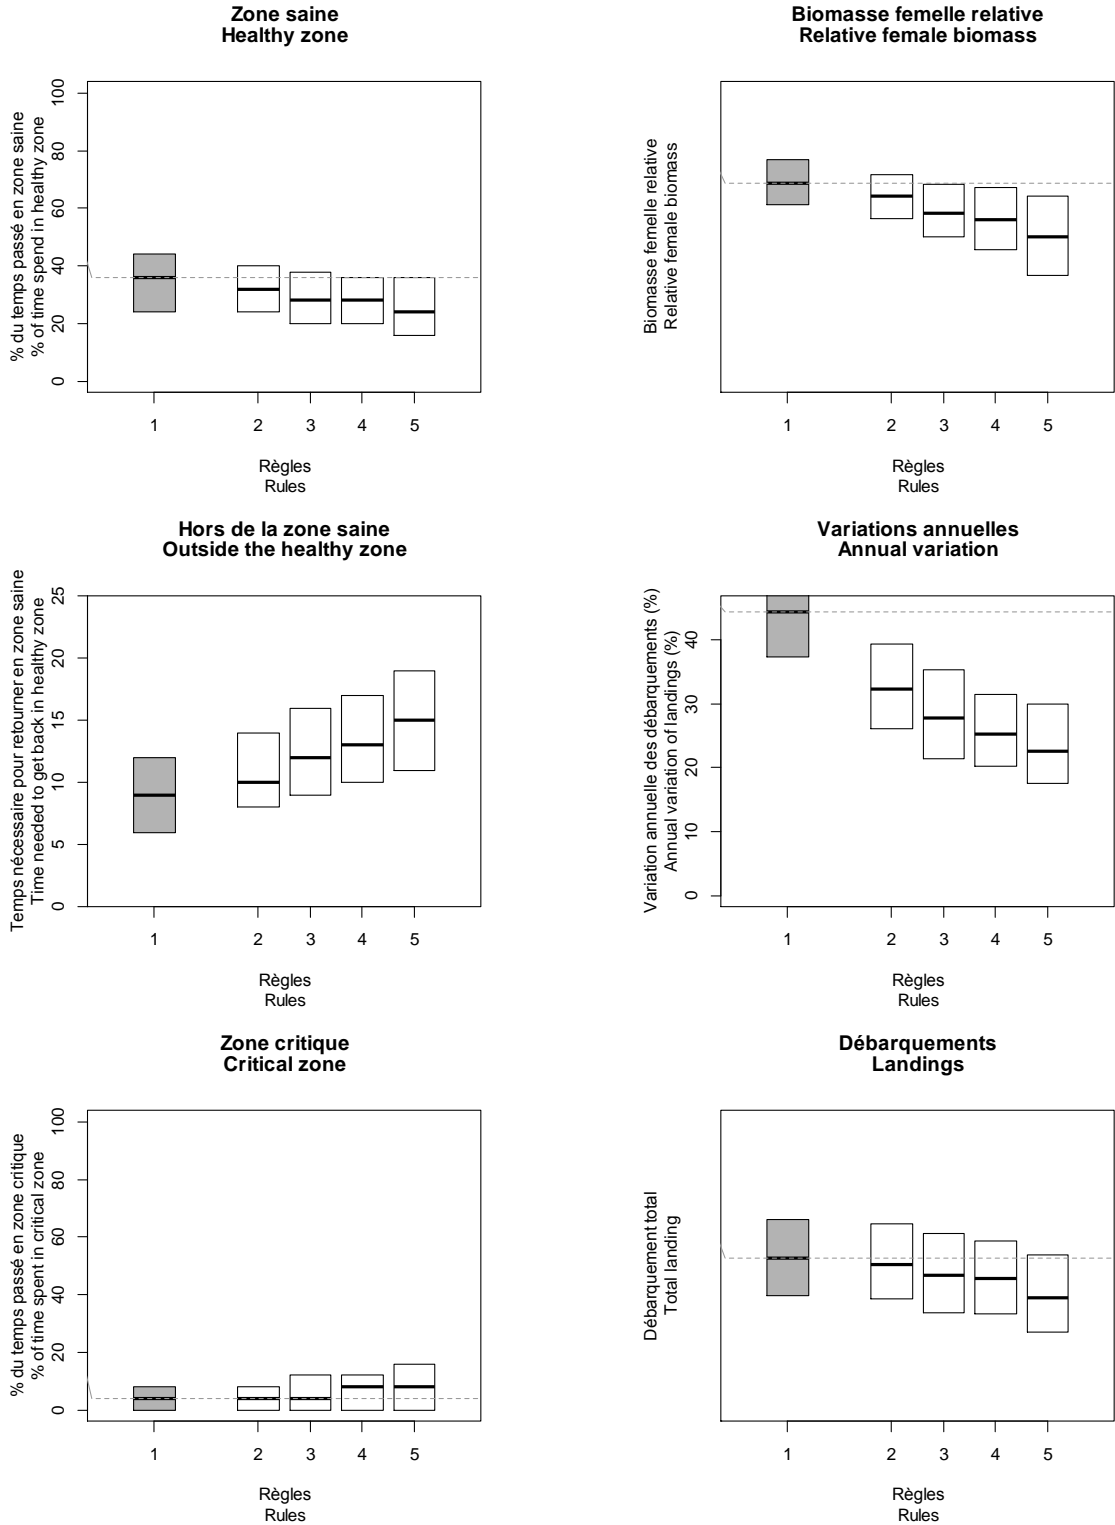 Zone saine
Healthy zone
% du temps passé en zone saine
% of time spend in healthy zone
100
80
60
40
20
0
1 2 3 4 5
Règles
Rules
Biomasse femelle relative
Relative female biomass
Biomasse femelle relative
Relative female biomass
1 2 3 4 5
Règles
Rules
Hors de la zone saine
Outside the healthy zone
Temps nécessaire pour retourner en zone saine
Time needed to get back in healthy zone
25
20
15
10
5
0
1 2 3 4 5
Règles
Rules
Variations annuelles
Annual variation
Variation annuelle des débarquements (%)
Annual variation of landings (%)
40
30
20
10
0
1 2 3 4 5
Règles
Rules
Zone critique
Critical zone
% du temps passé en zone critique
% of time spent in critical zone
100
80
60
40
20
0
1 2 3 4 5
Règles
Rules
Débarquements
Landings
Débarquement total
Total landing
1 2 3 4 5
Règles
Rules